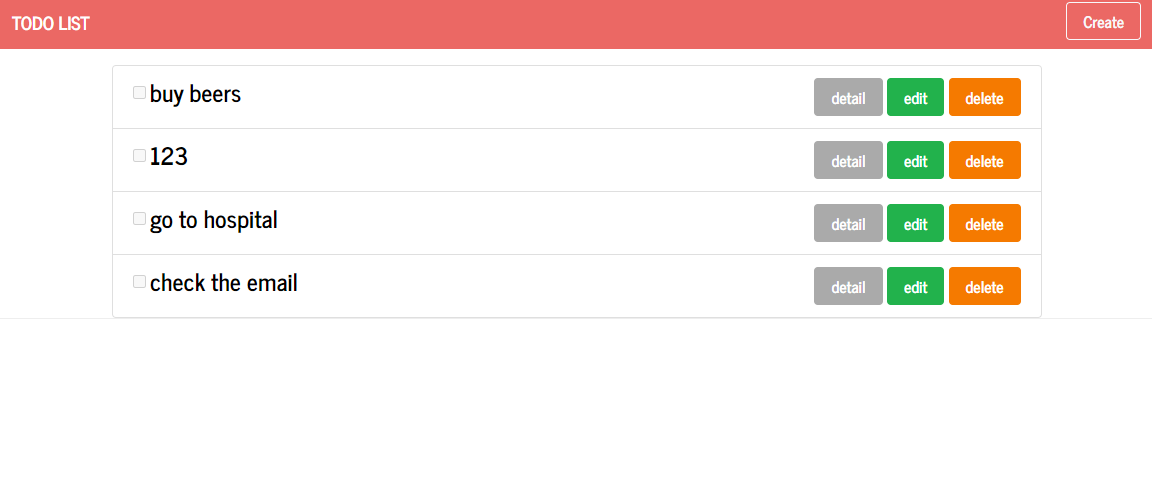 TODO LIST Create
buy beers detail edit delete
123 detail edit delete
go to hospital detail edit delete
check the email detail edit delete